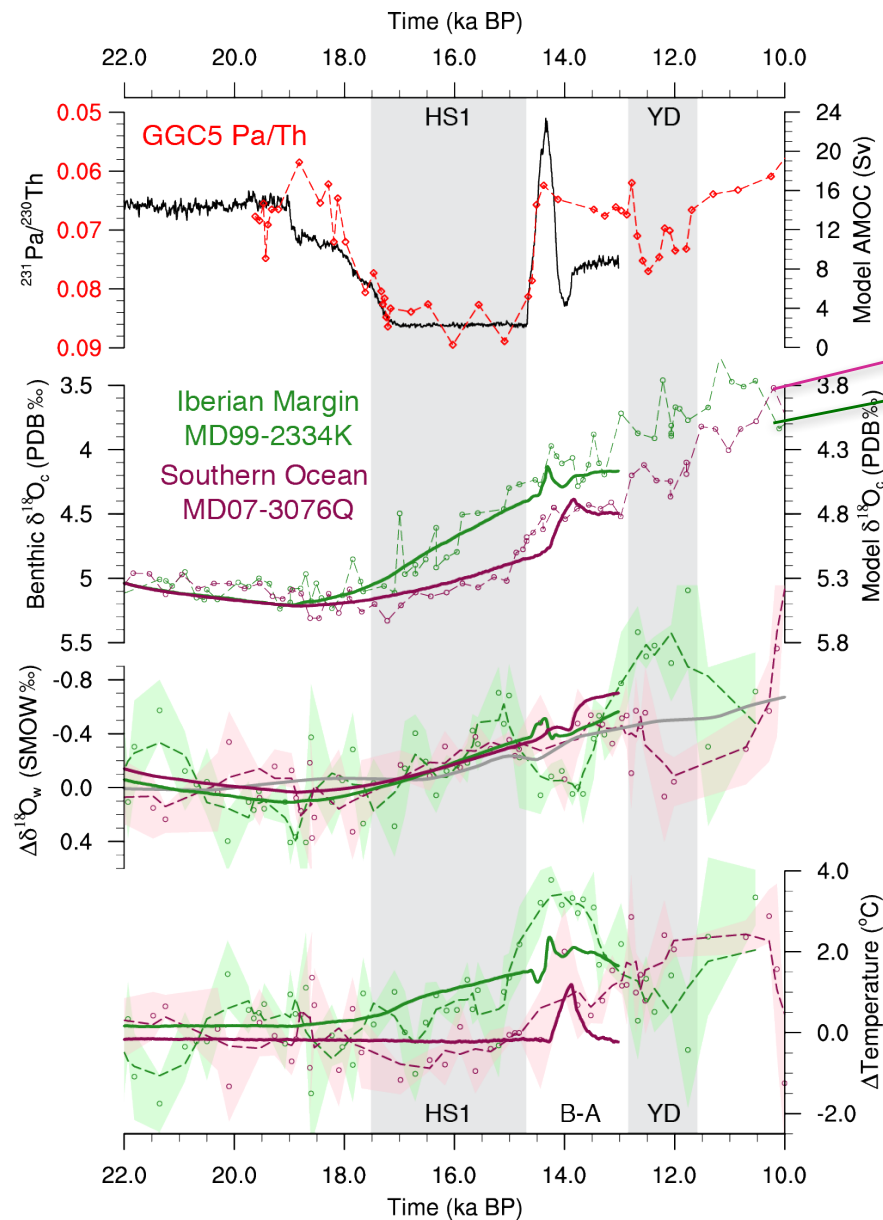 Time (ka BP)
22.0 20.0 18.0 16.0 14.0 12.0 10.0
HS1 YD
GGC5 Pa/Th
0.05
0.06
0.07
0.08
0.09
²³¹Pa/²³⁰Th
24
20
16
12
8
4
0
Model AMOC (Sv)
Iberian Margin
MD99-2334K
Southern Ocean
MD07-3076Q
3.5
4
4.5
5
5.5
Benthic δ¹⁸Oc (PDB‰)
3.8
4.3
4.8
5.3
5.8
Model δ¹⁸Oc (PDB‰)
-0.8
-0.4
0.0
0.4
Δδ¹⁸Ow (SMOW‰)
4.0
2.0
0.0
-2.0
ΔTemperature (°C)
HS1 B-A YD
22.0 20.0 18.0 16.0 14.0 12.0 10.0
Time (ka BP)